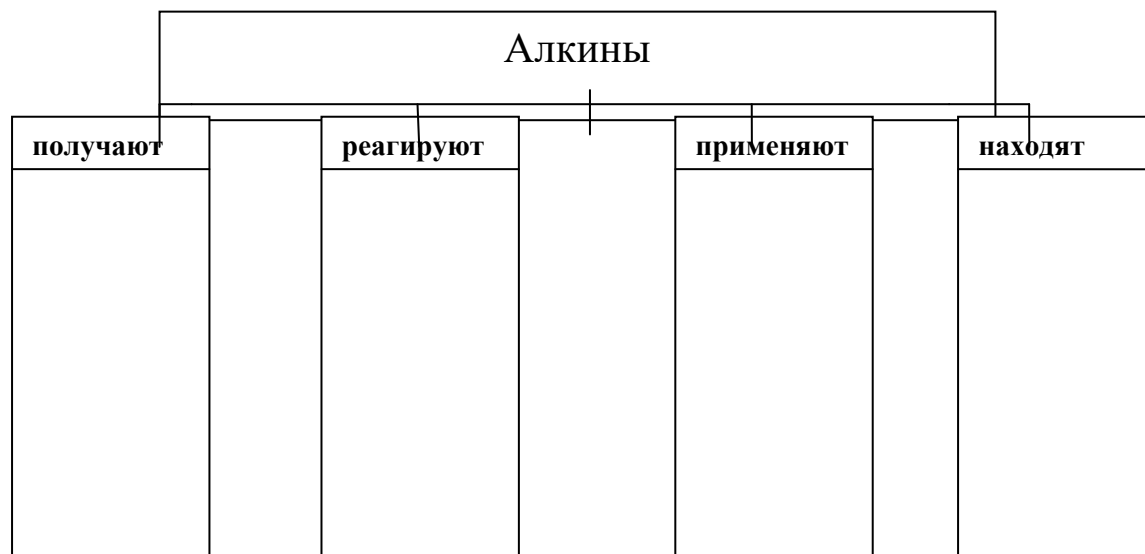 Алкины
получают
реагируют
применяют
находят